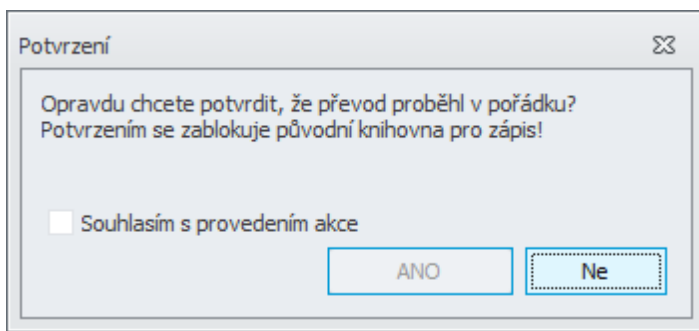 Potvrzení
Opravdu chcete potvrdit, že převod proběhl v pořádku?
Potvrzením se zablokuje původní knihovna pro zápis!
Souhlasím s provedením akce
ANO
Ne